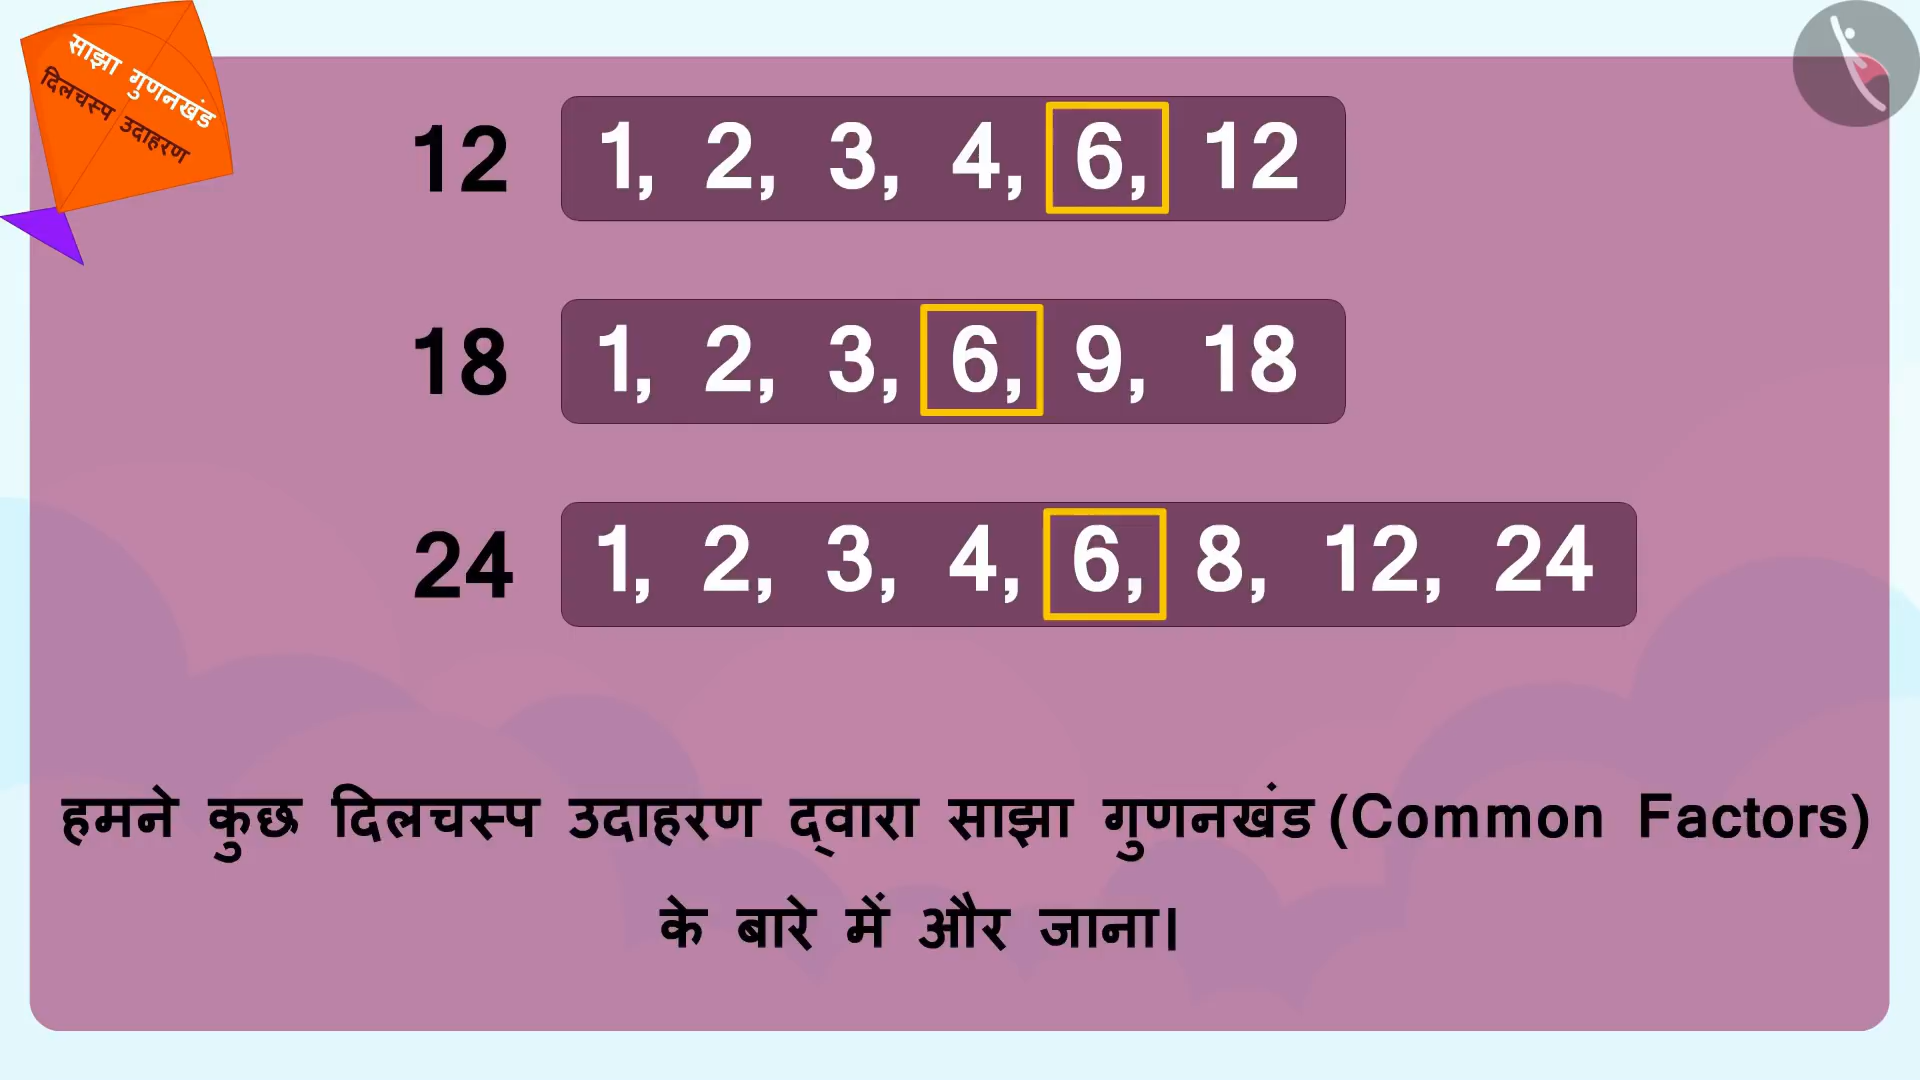 साझा गुणनखंड
दिलचस्प उदाहरण
12 1, 2, 3, 4, 6, 12
18 1, 2, 3, 6, 9, 18
24 1, 2, 3, 4, 6, 8, 12, 24
हमने कुछ दिलचस्प उदाहरण द्वारा साझा गुणनखंड (Common Factors)
के बारे में और जाना।